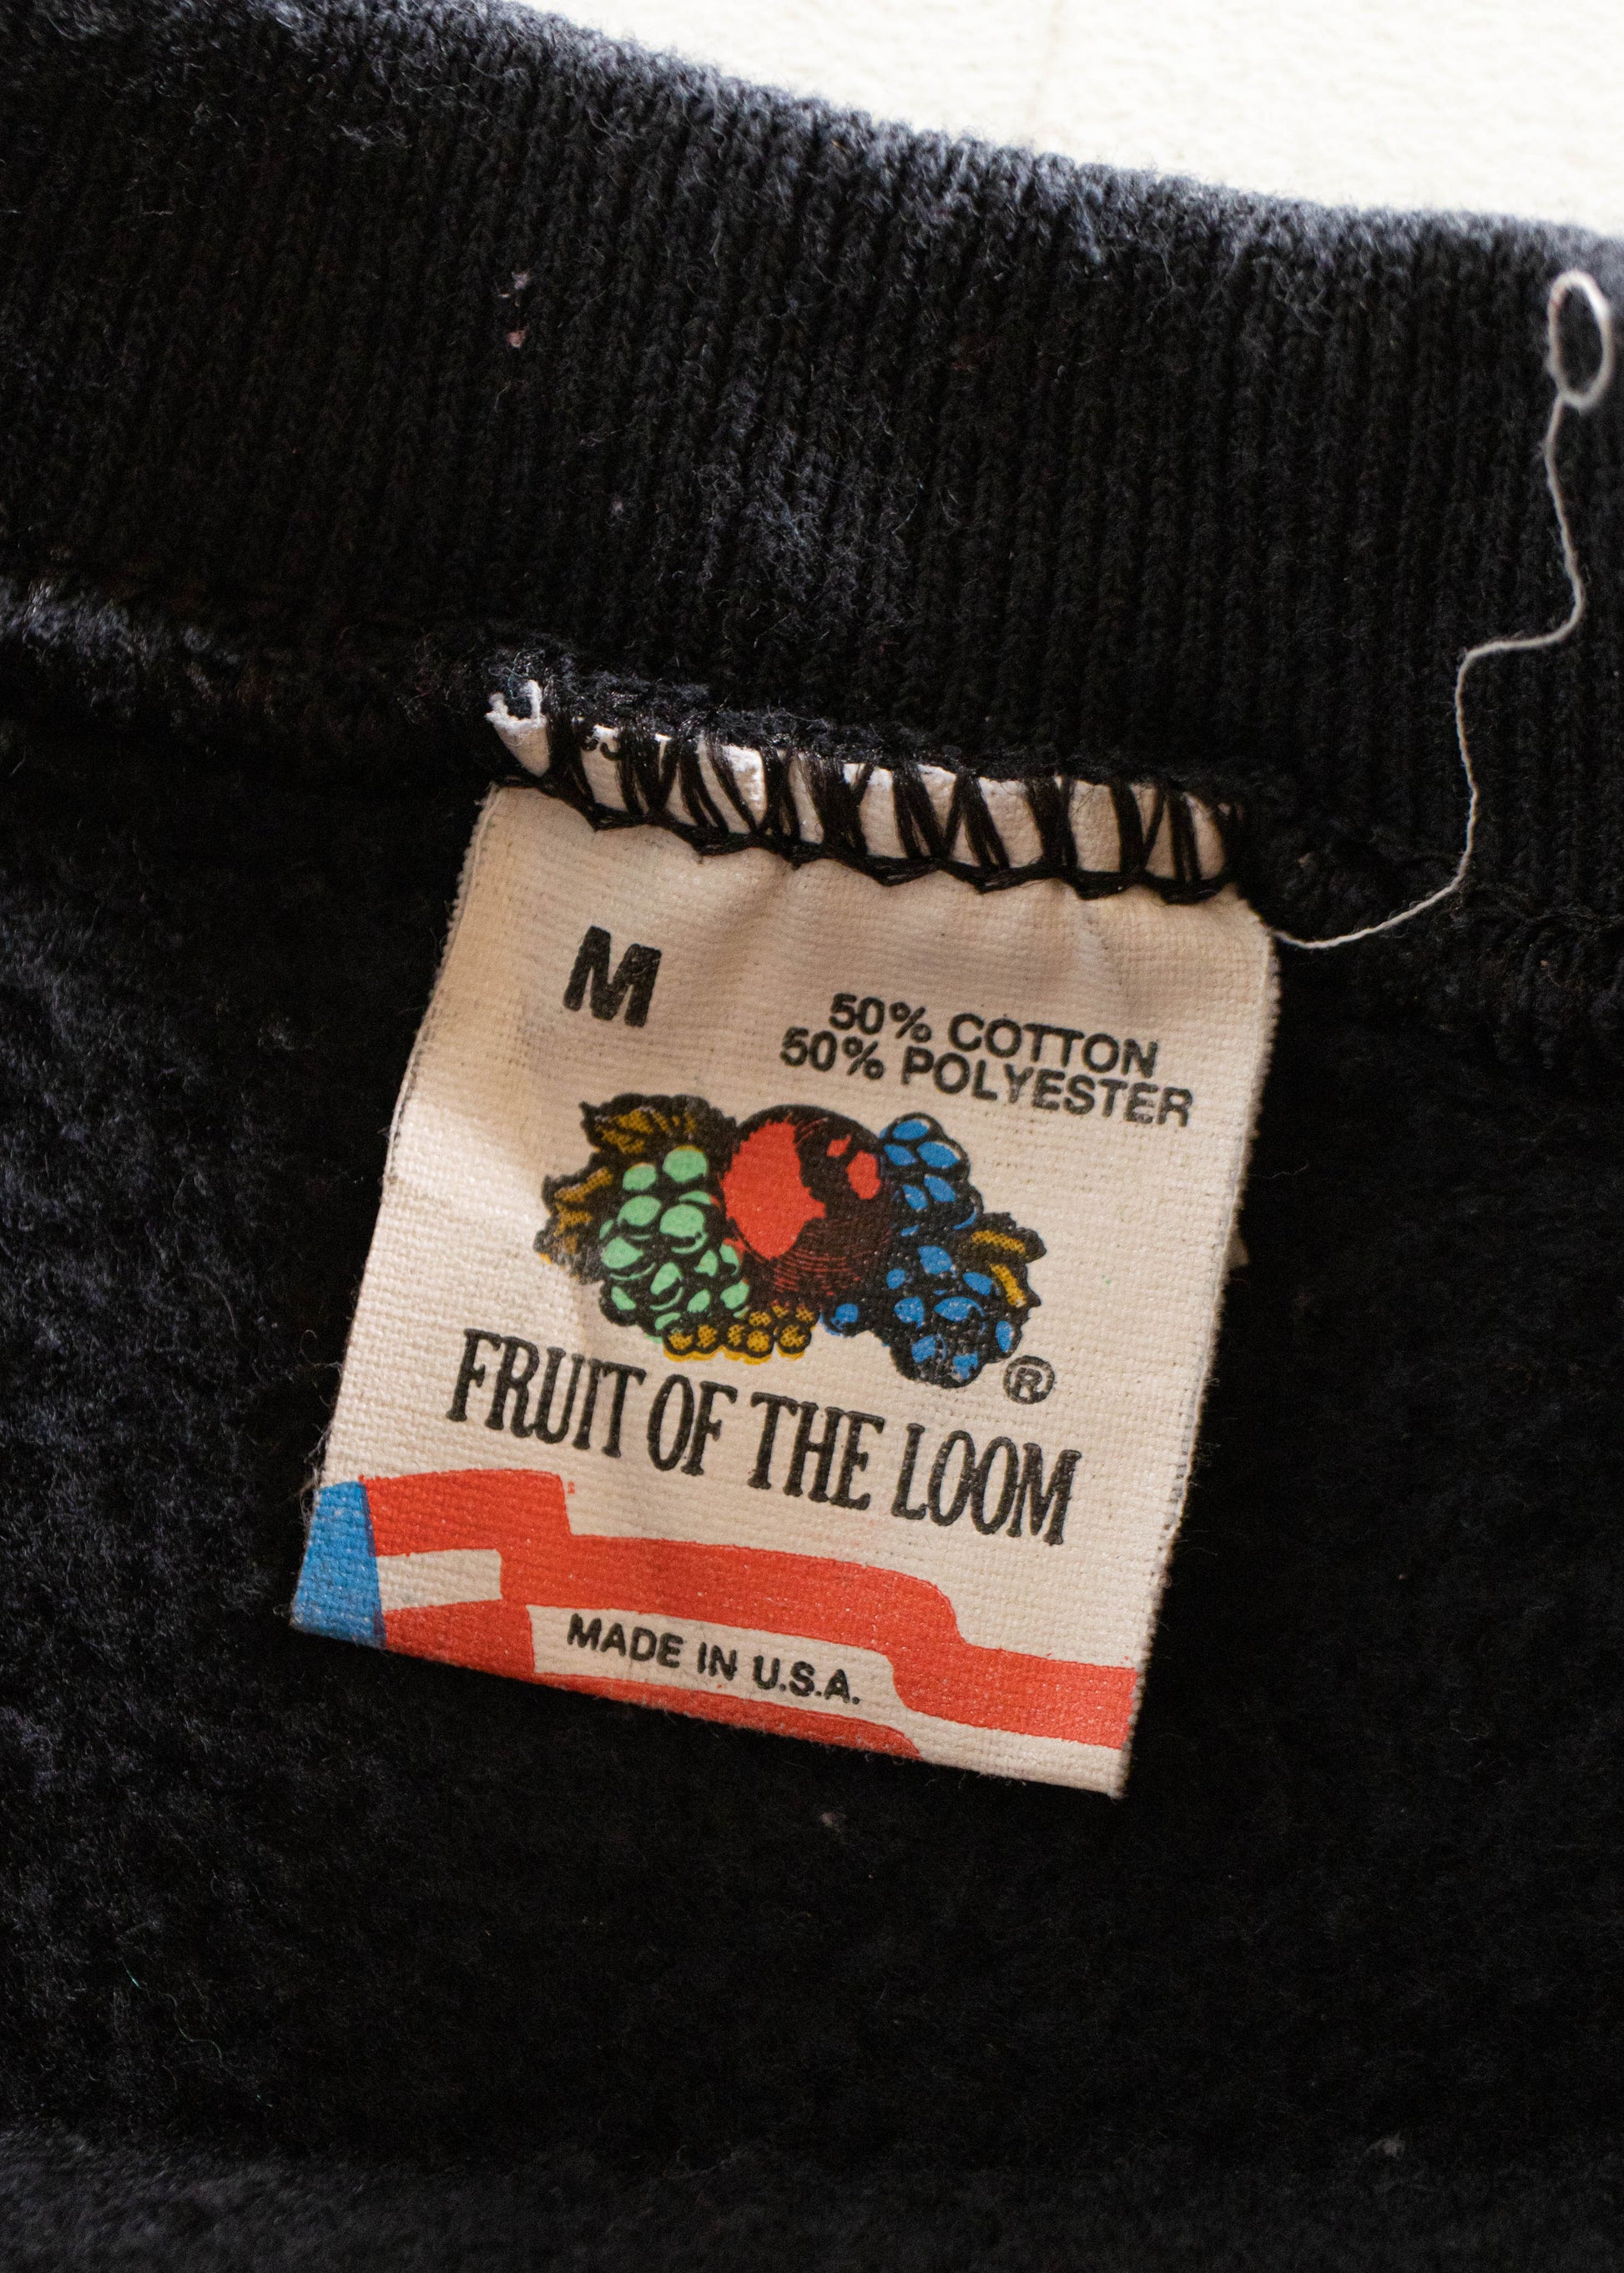 M
50% COTTON
50% POLYESTER
®
FRUIT OF THE LOOM
MADE IN U.S.A.